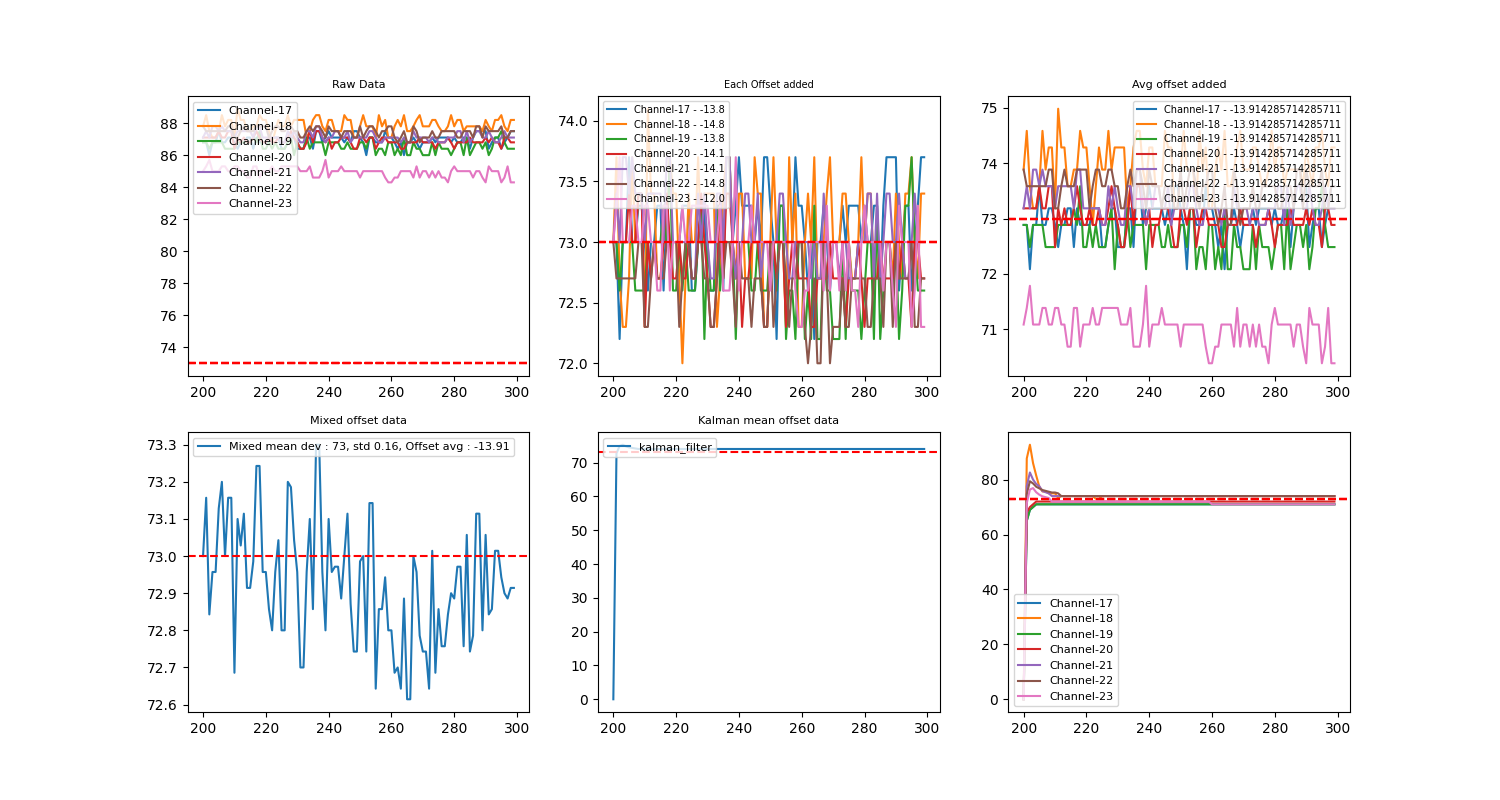 Raw Data
88
86
84
82
80
78
76
74
200
220
240
260
280
300
Channel-17
Channel-18
Channel-19
Channel-20
Channel-21
Channel-22
Channel-23
Each Offset added
74.0
73.5
73.0
72.5
72.0
200
220
240
260
280
300
Channel-17 - -13.8
Channel-18 - -14.8
Channel-19 - -13.8
Channel-20 - -14.1
Channel-21 - -14.1
Channel-22 - -14.8
Channel-23 - -12.0
Avg offset added
75
74
73
72
71
200
220
240
260
280
300
Channel-17 - -13.914285714285711
Channel-18 - -13.914285714285711
Channel-19 - -13.914285714285711
Channel-20 - -13.914285714285711
Channel-21 - -13.914285714285711
Channel-22 - -13.914285714285711
Channel-23 - -13.914285714285711
Mixed offset data
73.3
73.2
73.1
73.0
72.9
72.8
72.7
72.6
200
220
240
260
280
300
Mixed mean dev : 73, std 0.16, Offset avg : -13.91
Kalman mean offset data
70
60
50
40
30
20
10
0
200
220
240
260
280
300
kalman_filter
80
60
40
20
0
200
220
240
260
280
300
Channel-17
Channel-18
Channel-19
Channel-20
Channel-21
Channel-22
Channel-23